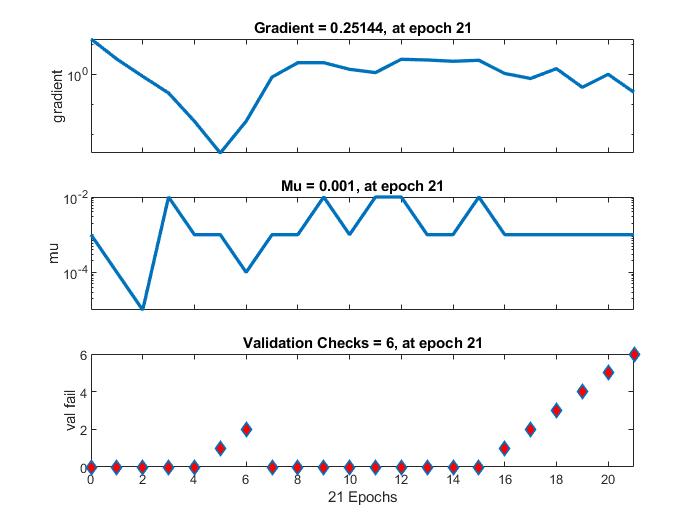 Gradient = 0.25144, at epoch 21
10^0
gradient
Mu = 0.001, at epoch 21
10^-2
10^-4
mu
Validation Checks = 6, at epoch 21
6
4
2
0
val fail
0 2 4 6 8 10 12 14 16 18 20
21 Epochs